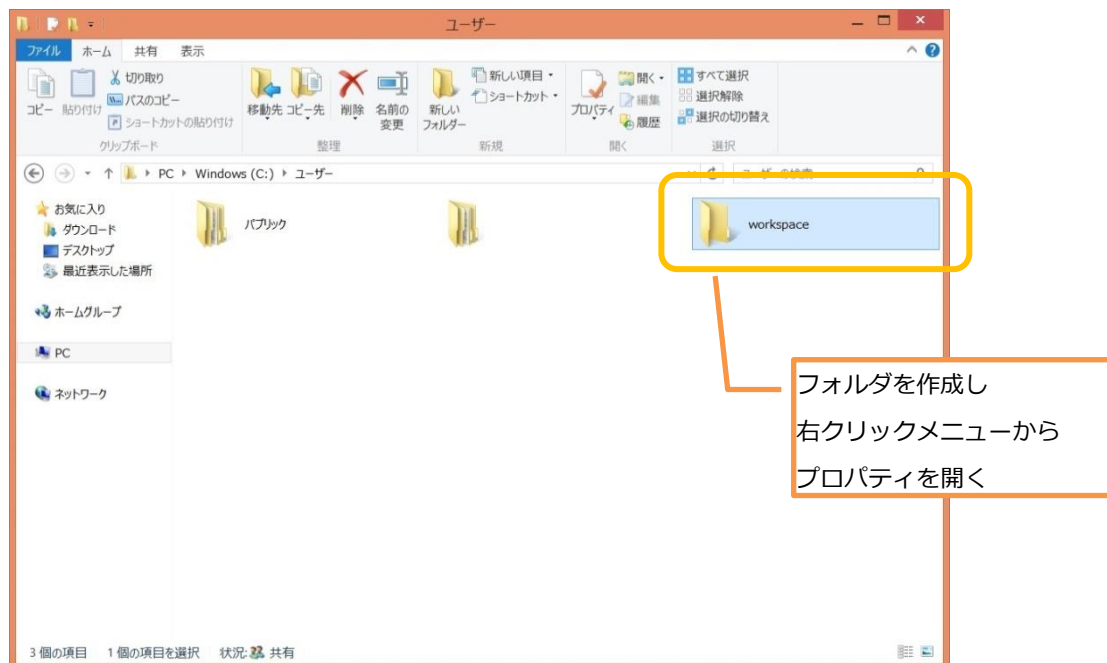 ユーザー
ファイル ホーム 共有 表示
コピー 貼り付け 切り取り パスのコピー ショートカットの貼り付け
移動先 コピー先 削除 名前の変更
新しいフォルダー 新しい項目 ショートカット
プロパティ 開く 編集 履歴
すべて選択 選択解除 選択の切り替え
クリップボード 整理 新規 開く 選択
PC Windows (C:) ユーザー
お気に入り
ダウンロード
デスクトップ
最近表示した場所
ホームグループ
PC
ネットワーク
パブリック
workspace
フォルダを作成し
右クリックメニューから
プロパティを開く
3 個の項目 1 個の項目を選択 状況: 共有